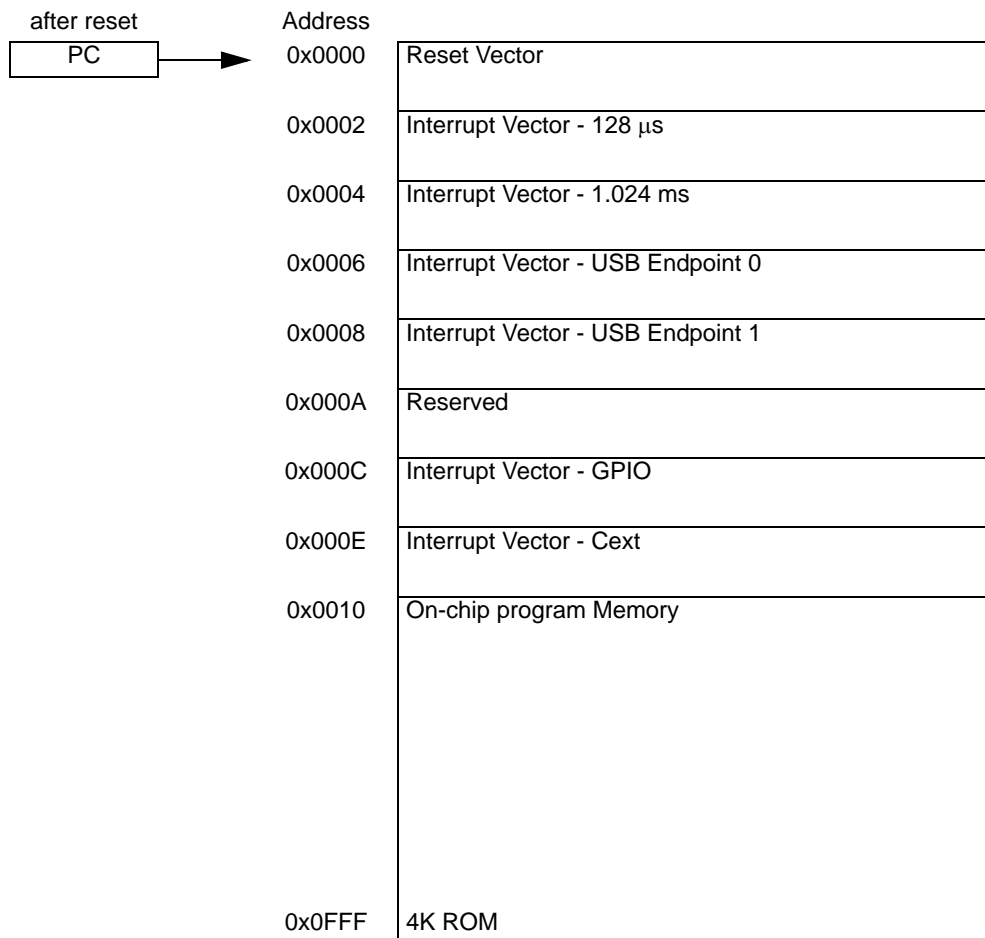 after reset Address
PC 0x0000 Reset Vector
0x0002 Interrupt Vector - 128 μs
0x0004 Interrupt Vector - 1.024 ms
0x0006 Interrupt Vector - USB Endpoint 0
0x0008 Interrupt Vector - USB Endpoint 1
0x000A Reserved
0x000C Interrupt Vector - GPIO
0x000E Interrupt Vector - Cext
0x0010 On-chip program Memory
0x0FFF 4K ROM